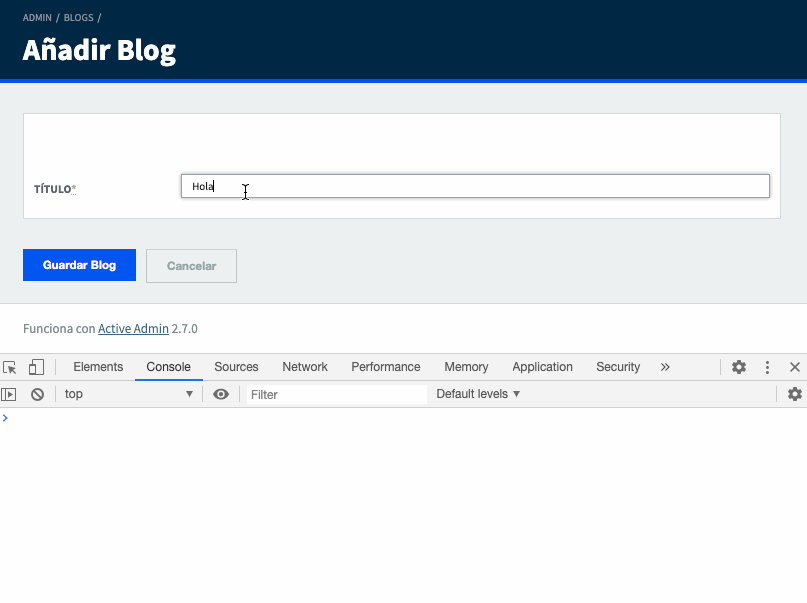 ADMIN / BLOGS /
Añadir Blog
TÍTULO*
Hola
Guardar Blog Cancelar
Funciona con Active Admin 2.7.0
Elements Console Sources Network Performance Memory Application Security »
top ▼ Filter Default levels ▼